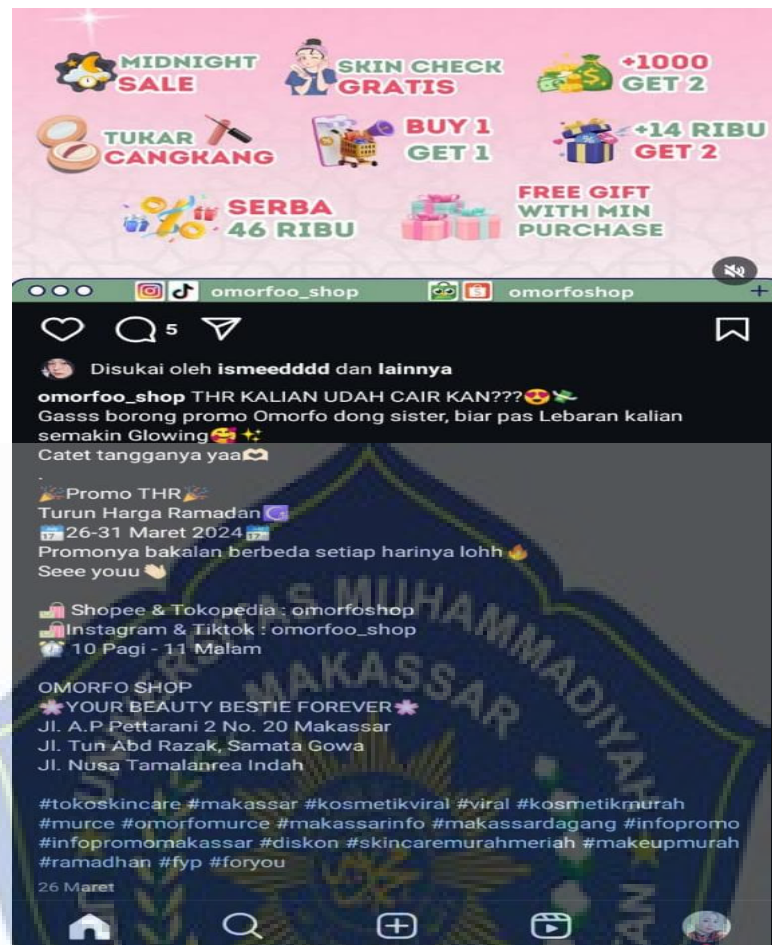 MIDNIGHT
SALE
SKIN CHECK
GRATIS
+1000
GET 2
TUKAR
CANGKANG
BUY 1
GET 1
+14 RIBU
GET 2
SERBA
46 RIBU
FREE GIFT
WITH MIN
PURCHASE
omorfoo_shop
omorfoshop
5
Disukai oleh ismeedddd dan lainnya
omorfoo_shop THR KALIAN UDAH CAIR KAN???😍💸
Gasss borong promo Omorfo dong sister, biar pas Lebaran kalian
semakin Glowing🥰✨
Catet tangganya yaa🫶🏻
.
🎉Promo THR🎉
Turun Harga Ramadan☪️
📅26-31 Maret 2024📅
Promonya bakalan berbeda setiap harinya lohh🔥
Seee youu👋🏻
🛍️ Shopee & Tokopedia : omorfoshop
🛍️Instagram & Tiktok : omorfoo_shop
⏰ 10 Pagi - 11 Malam
OMORFO SHOP
🌸YOUR BEAUTY BESTIE FOREVER🌸
Jl. A.P Pettarani 2 No. 20 Makassar
Jl. Tun Abd Razak, Samata Gowa
Jl. Nusa Tamalanrea Indah
#tokoskincare #makassar #kosmetikviral #viral #kosmetikmurah
#murce #omorfomurce #makassarinfo #makassardagang #infopromo
#infopromomakassar #diskon #skincaremurahmeriah #makeupmurah
#ramadhan #fyp #foryou
26 Maret
UNIVERSITAS MUHAMMADIYAH
MAKASSAR